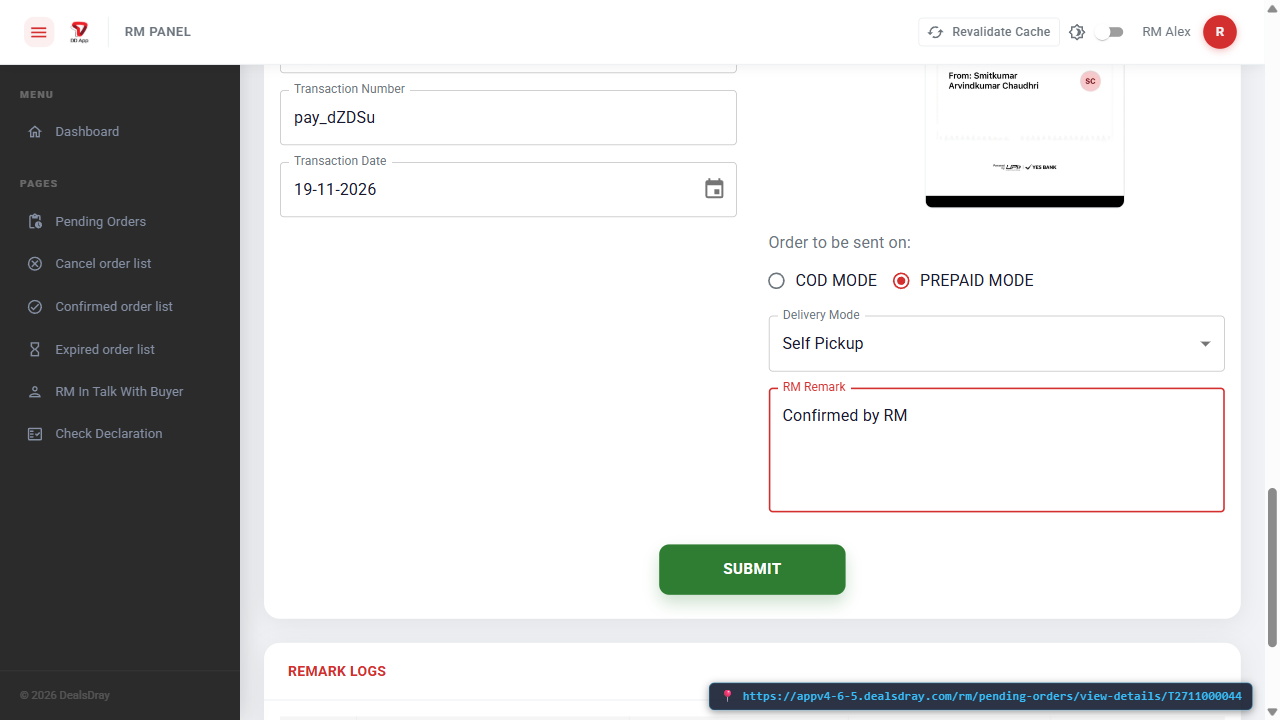 DD App
RM PANEL
Revalidate Cache
RM Alex
R
MENU
Dashboard
PAGES
Pending Orders
Cancel order list
Confirmed order list
Expired order list
RM In Talk With Buyer
Check Declaration
© 2026 DealsDray
Transaction Number
pay_dZDSu
Transaction Date
19-11-2026
From: Smitkumar
Arvindkumar Chaudhri
SC
YES BANK
Order to be sent on:
COD MODE
PREPAID MODE
Delivery Mode
Self Pickup
RM Remark
Confirmed by RM
SUBMIT
REMARK LOGS
https://appv4-6-5.dealsdray.com/rm/pending-orders/view-details/T2711000044